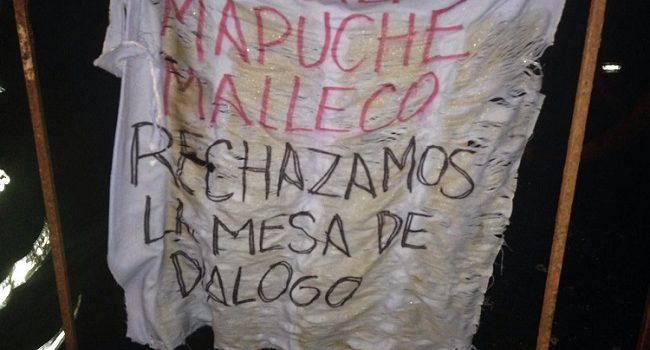 MAPUCHE
MALLECO
RECHAZAMOS
LA MESA DE
DALOGO